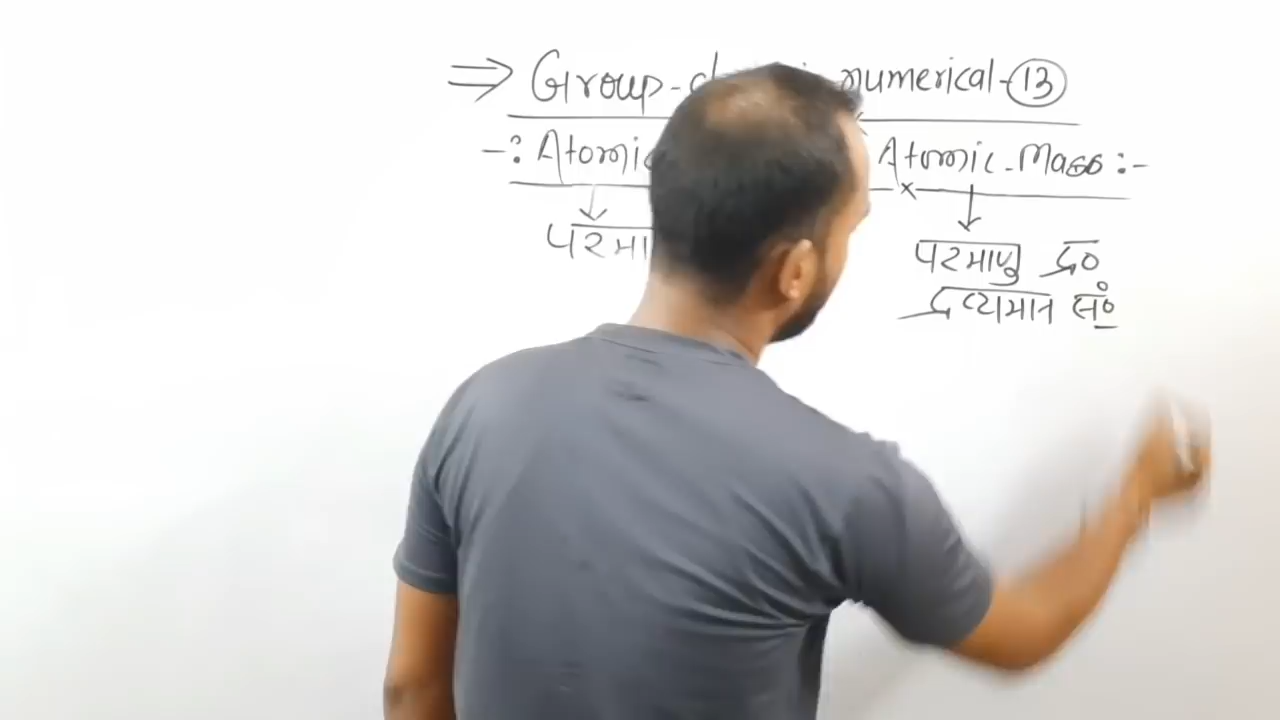 ⇒ Group- numerical-13
-: Atomic Atomic-Mass :-
परमा परमाणु द्र०
द्रव्यमान सं०